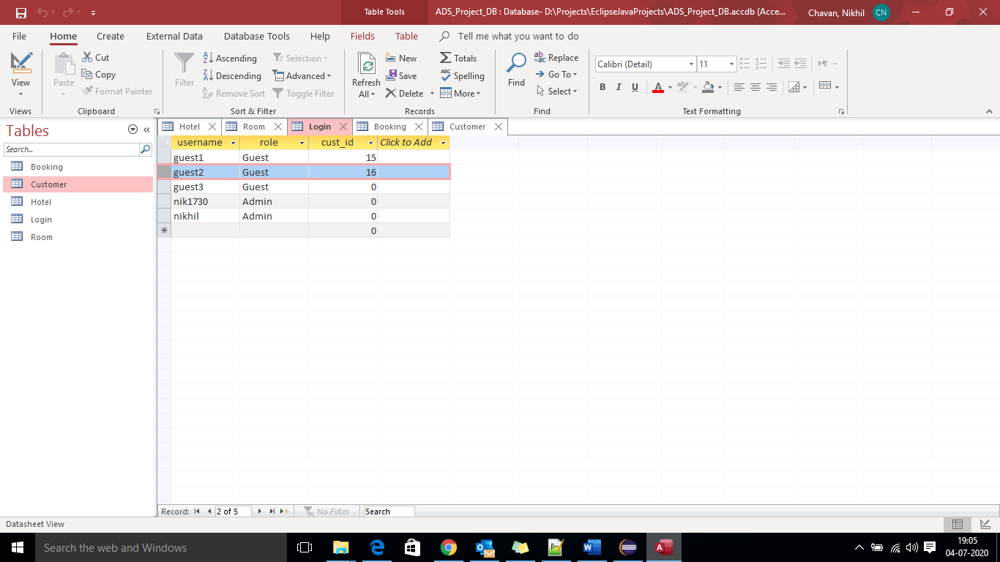 Table Tools
ADS_Project_DB : Database- D:\Projects\EclipseJavaProjects\ADS_Project_DB.accdb (Acce...
Chavan, Nikhil CN
File Home Create External Data Database Tools Help Fields Table Tell me what you want to do
View
Views
Paste
Cut
Copy
Format Painter
Clipboard
Filter
Ascending
Descending
Remove Sort
Selection
Advanced
Toggle Filter
Sort & Filter
Refresh
All
New
Save
Delete
Totals
Spelling
More
Records
Find
Replace
Go To
Select
Find
Calibri (Detail) 11
B I U A
Text Formatting
Tables
Search...
Booking
Customer
Hotel
Login
Room
Hotel Room Login Booking Customer
username role cust_id Click to Add
guest1 Guest 15
guest2 Guest 16
guest3 Guest 0
nik1730 Admin 0
nikhil Admin 0
0
Record: 2 of 5 No Filter Search
Datasheet View
Search the web and Windows
19:05
04-07-2020